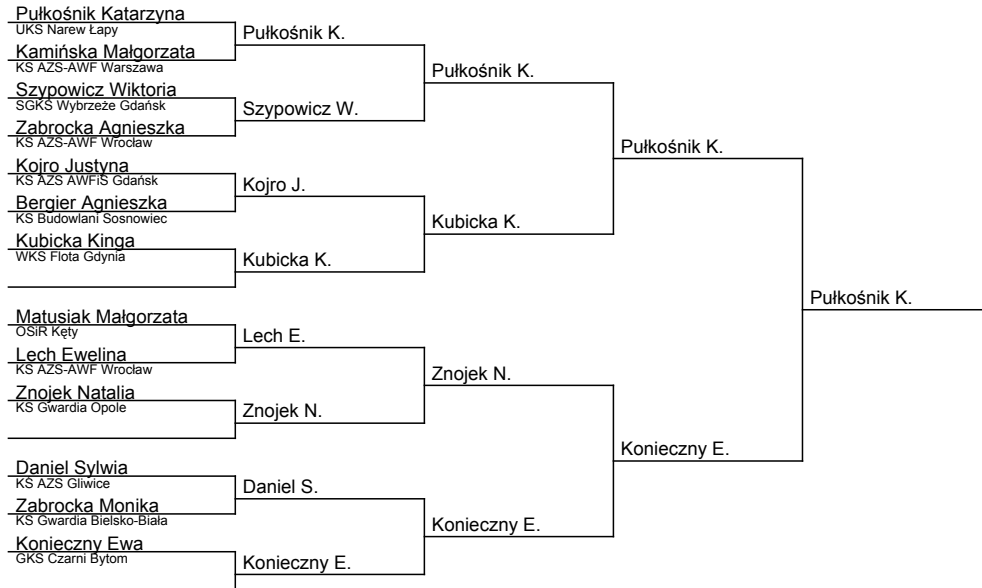 Pułkośnik Katarzyna
UKS Narew Łapy
Kamińska Małgorzata
KS AZS-AWF Warszawa
Szypowicz Wiktoria
SGKS Wybrzeże Gdańsk
Zabrocka Agnieszka
KS AZS-AWF Wrocław
Kojro Justyna
KS AZS AWFiS Gdańsk
Bergier Agnieszka
KS Budowlani Sosnowiec
Kubicka Kinga
WKS Flota Gdynia
Matusiak Małgorzata
OSiR Kęty
Lech Ewelina
KS AZS-AWF Wrocław
Znojek Natalia
KS Gwardia Opole
Daniel Sylwia
KS AZS Gliwice
Zabrocka Monika
KS Gwardia Bielsko-Biała
Konieczny Ewa
GKS Czarni Bytom
Pułkośnik K.
Szypowicz W.
Kojro J.
Kubicka K.
Lech E.
Znojek N.
Daniel S.
Konieczny E.
Pułkośnik K.
Kubicka K.
Znojek N.
Konieczny E.
Pułkośnik K.
Konieczny E.
Pułkośnik K.